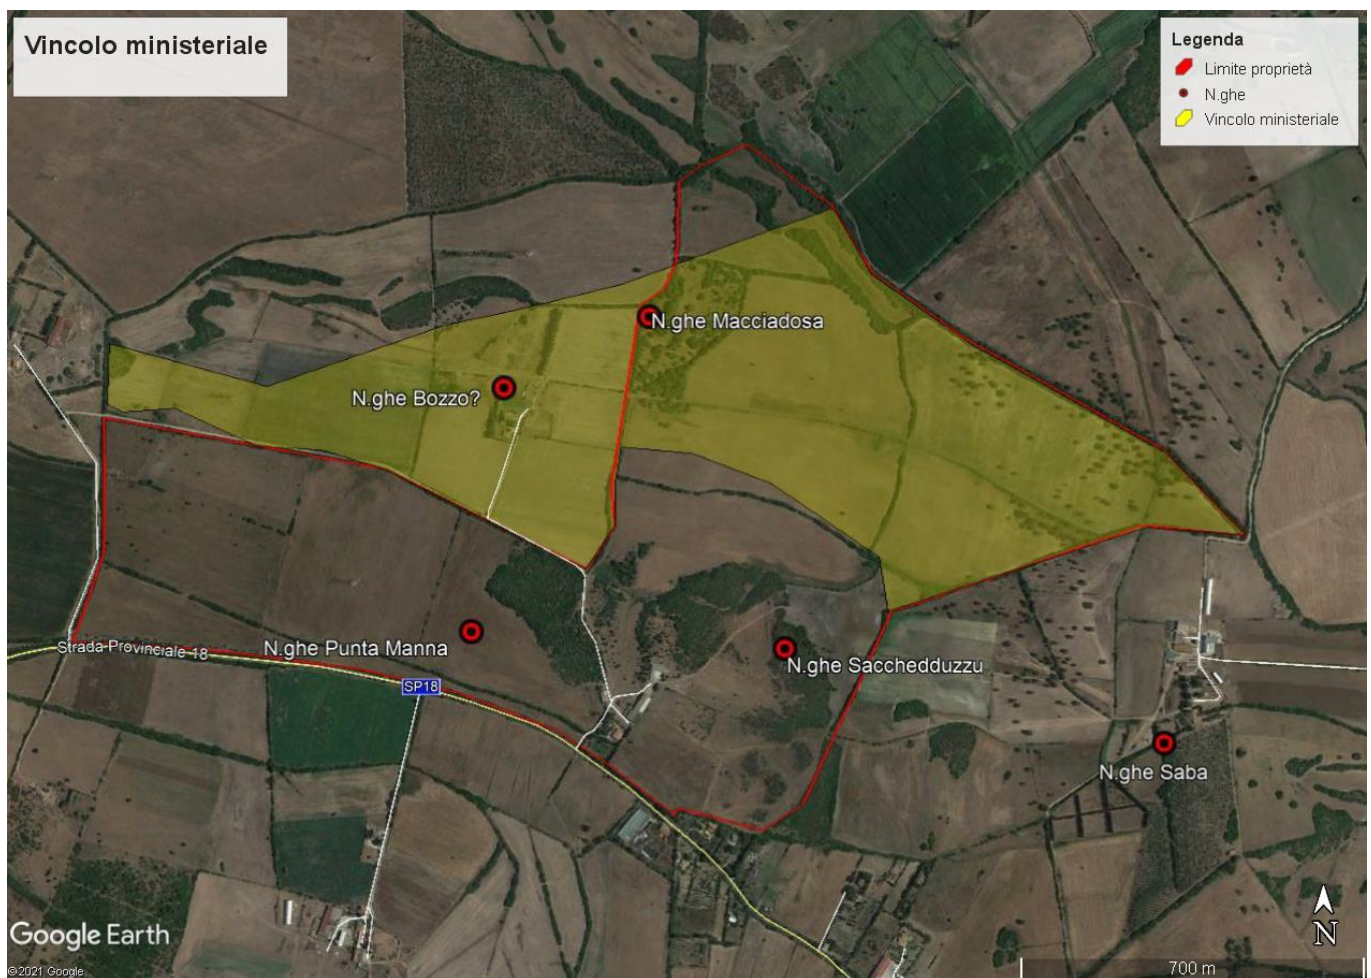 Vincolo ministeriale
Legenda
Limite proprietà
N.ghe
Vincolo ministeriale
N.ghe Macciadosa
N.ghe Bozzo?
N.ghe Punta Manna
Strada Provinciale 18
N.ghe Sacchedduzzu
SP18
N.ghe Saba
Google Earth
N
©2021 Google
700 m